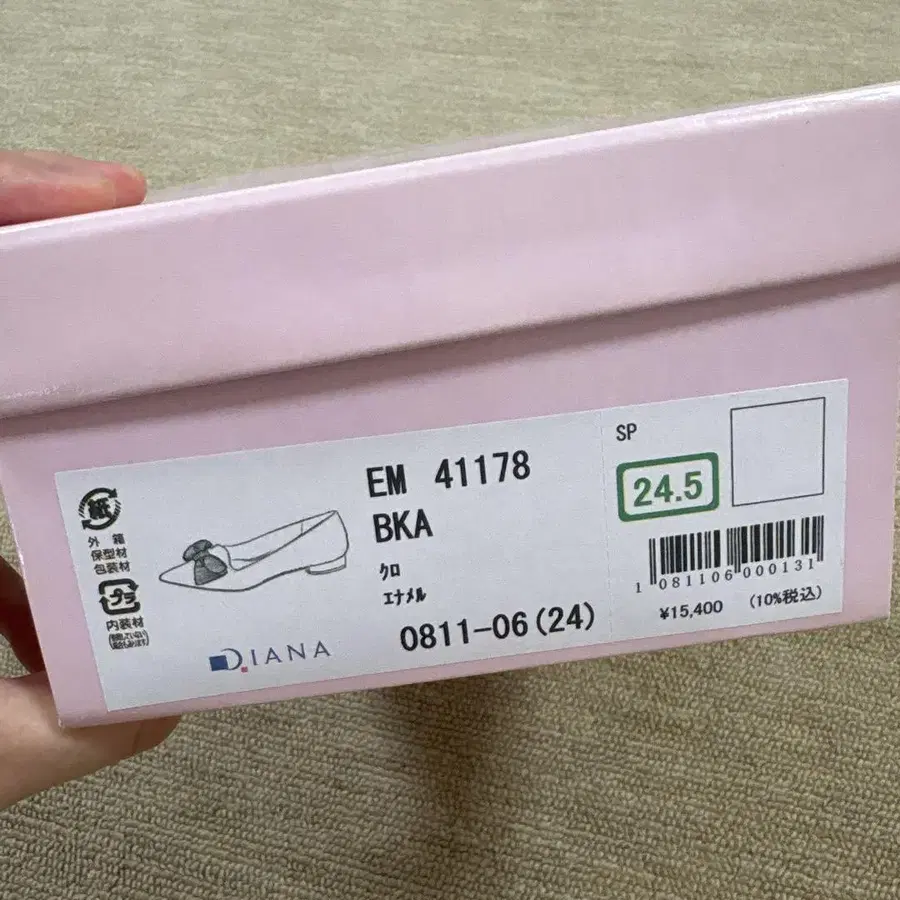 紙
外 箱
保型材
包装材
プラ
内装材
DIANA
EM 41178
BKA
クロ
エナメル
0811-06(24)
SP
24.5
1 081106 000131
¥15,400 (10%税込)